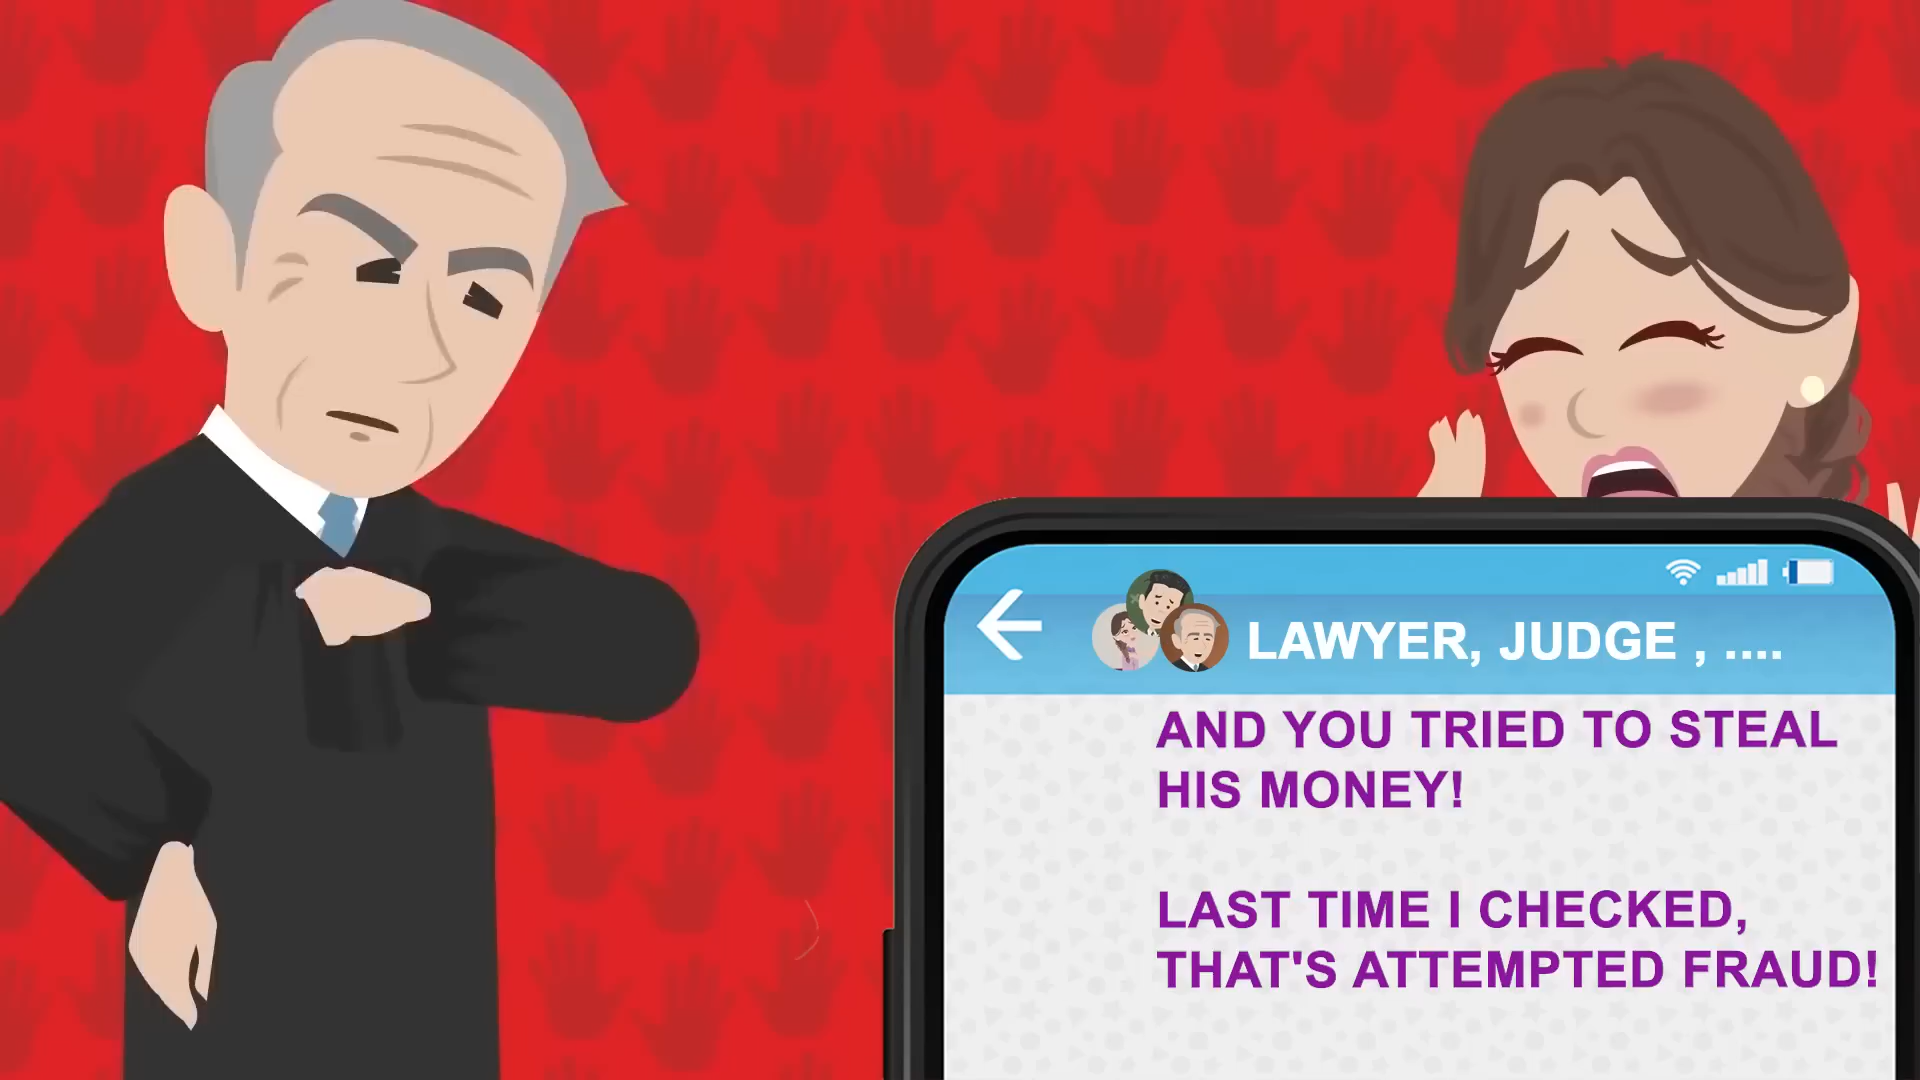 LAWYER, JUDGE , ....
AND YOU TRIED TO STEAL
HIS MONEY!
LAST TIME I CHECKED,
THAT'S ATTEMPTED FRAUD!